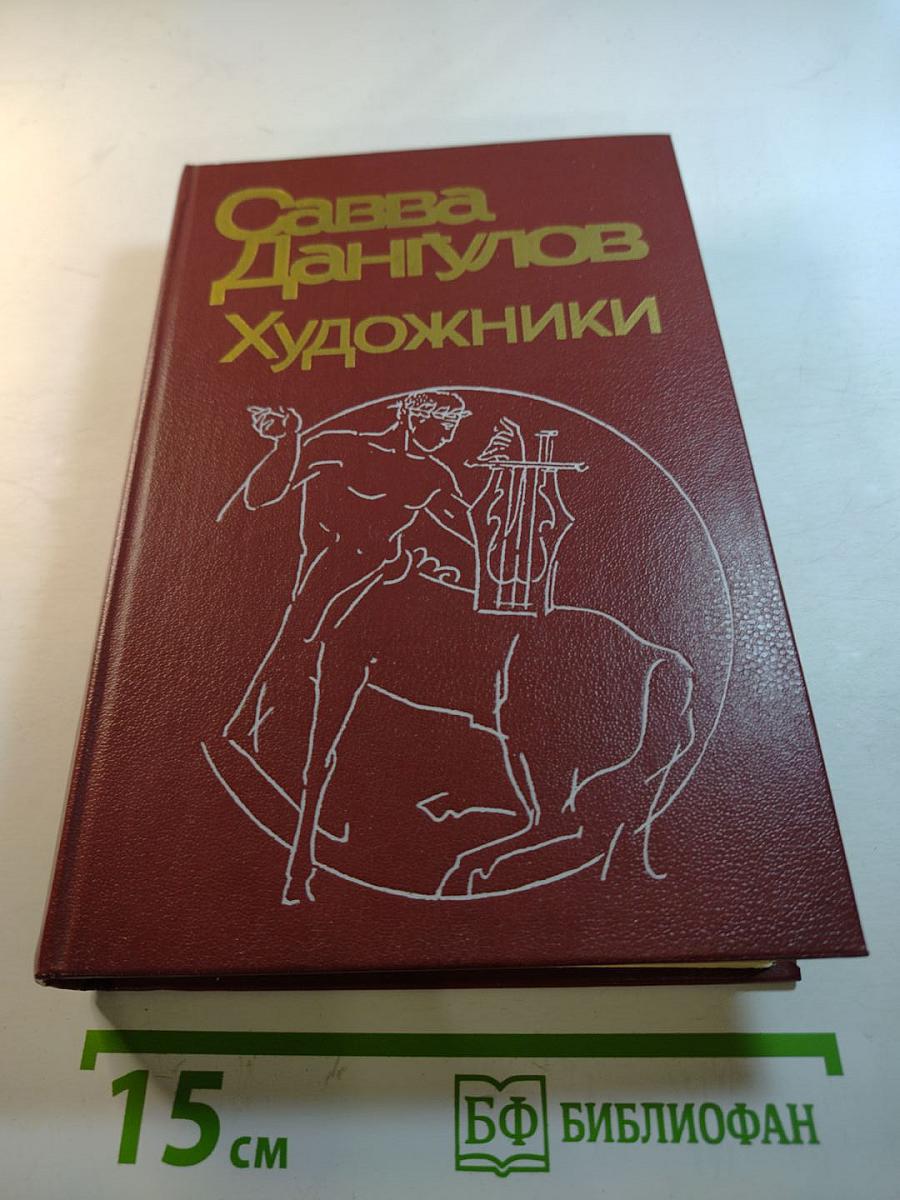 Савва
Дангулов
Художники
15 см
БФ БИБЛИОФАН